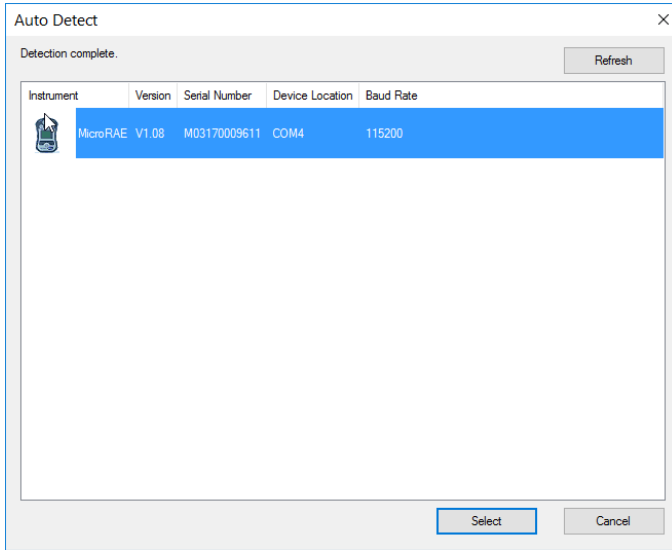 Auto Detect
Detection complete.
Refresh
Instrument Version Serial Number Device Location Baud Rate
MicroRAE V1.08 M03170009611 COM4 115200
Select Cancel